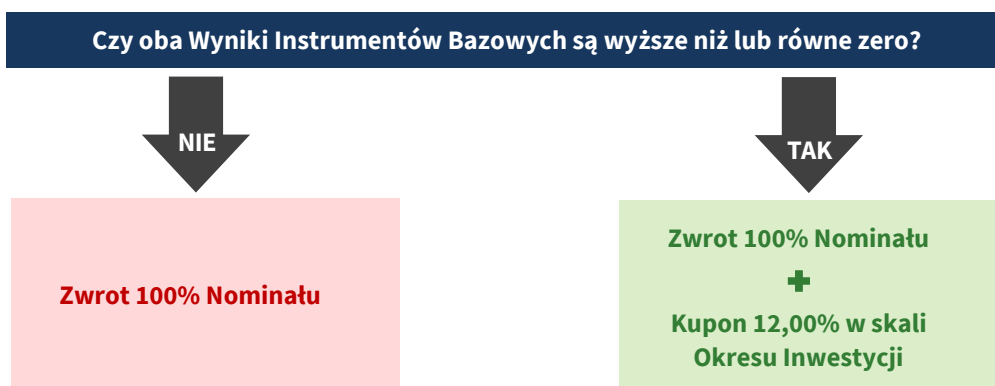 Czy oba Wyniki Instrumentów Bazowych są wyższe niż lub równe zero?
NIE
TAK
Zwrot 100% Nominału
Zwrot 100% Nominału
+
Kupon 12,00% w skali
Okresu Inwestycji